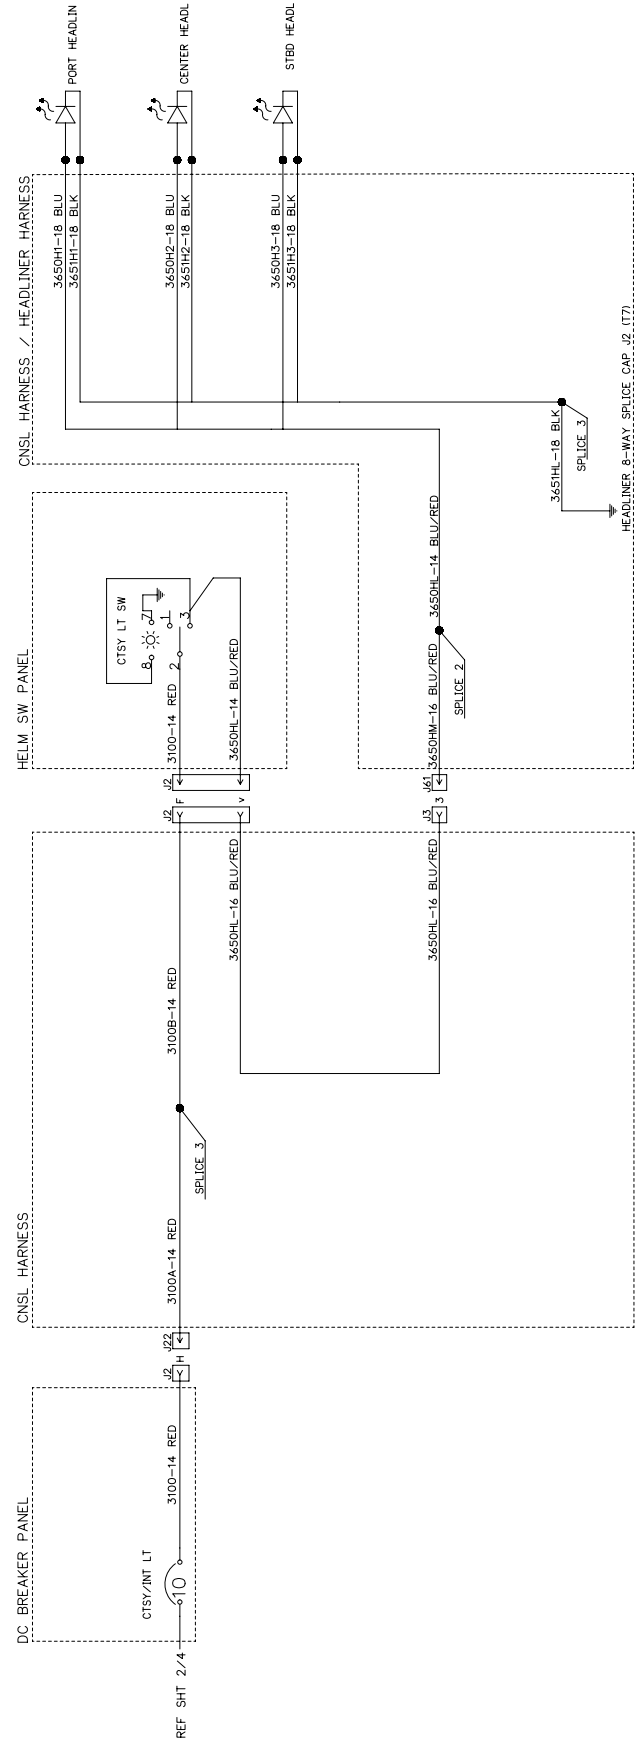 DC BREAKER PANEL
REF SHT 2/4
CTSY/INT LT
10
3100-14 RED
J2
H
J22
CNSL HARNESS
3100A-14 RED
SPLICE 3
3100B-14 RED
3650HL-16 BLU/RED
3650HL-16 BLU/RED
J2
F
V
J2
J3
3
J61
HELM SW PANEL
3100-14 RED
3650HL-14 BLU/RED
CTSY LT SW
8
7
2
1
3
CNSL HARNESS / HEADLINER HARNESS
3650HM-16 BLU/RED
SPLICE 2
3650HL-14 BLU/RED
3651HL-18 BLK
SPLICE 3
HEADLINER 8-WAY SPLICE CAP J2 (T7)
3650H1-18 BLU
3651H1-18 BLK
3650H2-18 BLU
3651H2-18 BLK
3650H3-18 BLU
3651H3-18 BLK
PORT HEADLIN
CENTER HEADL
STBD HEADL